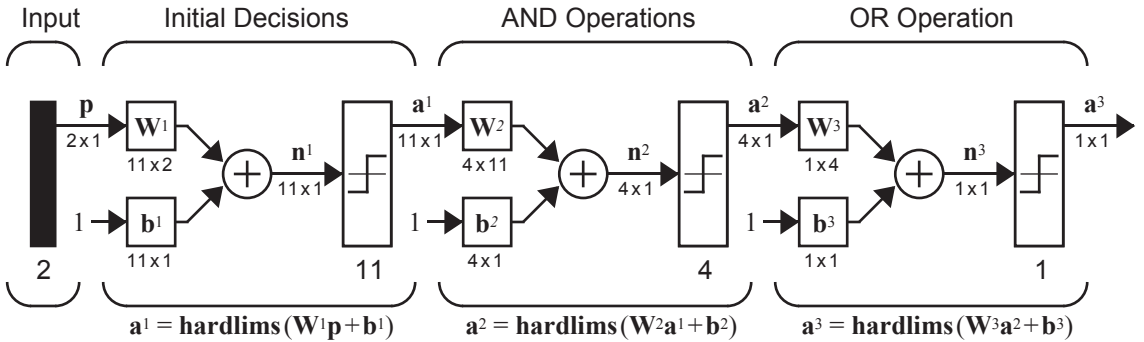 Input Initial Decisions AND Operations OR Operation
p a¹ a² a³
W¹ W² W³
2 x 1 11 x 1 4 x 1 1 x 1
11 x 2 n¹ 4 x 11 n² 1 x 4 n³
11 x 1 4 x 1 1 x 1
1 b¹ 1 b² 1 b³
11 x 1 4 x 1 1 x 1
2 11 4 1
a¹ = hardlims (W¹p + b¹) a² = hardlims (W²a¹ + b²) a³ = hardlims (W³a² + b³)